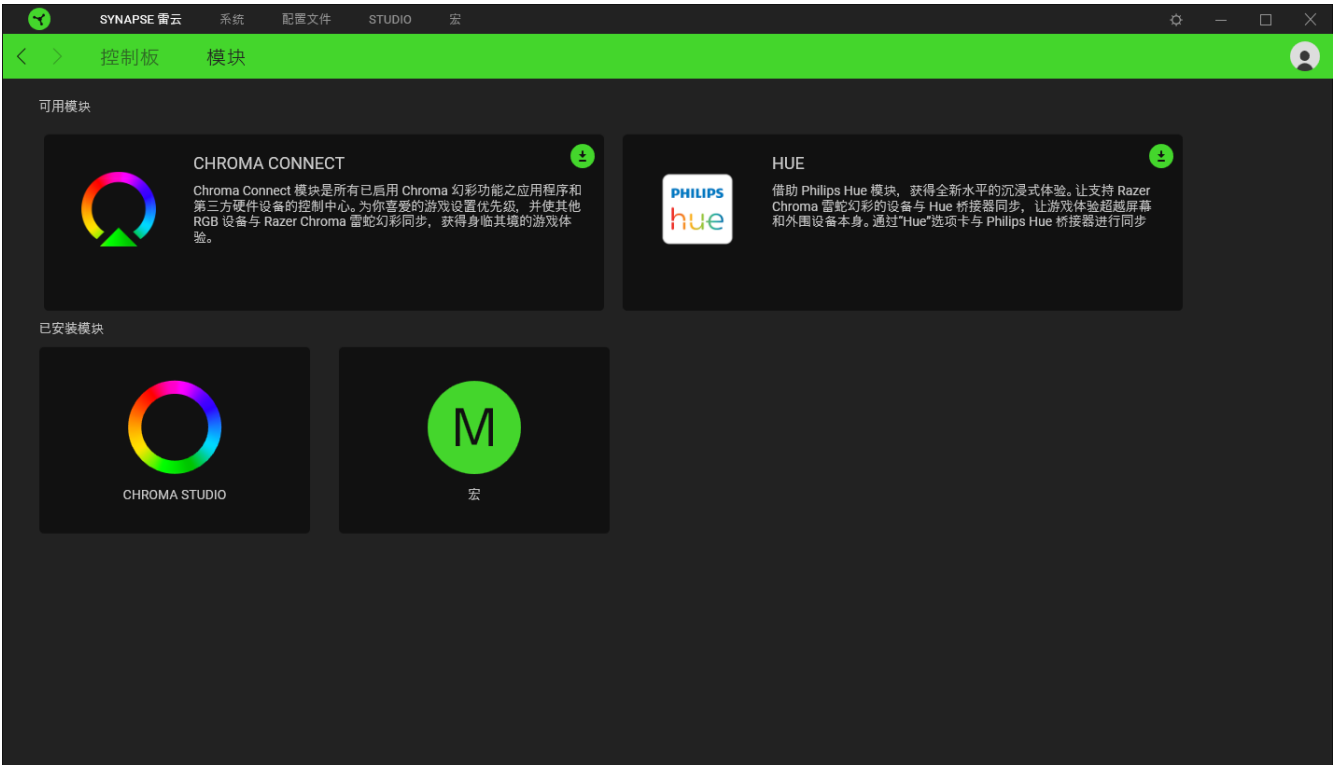 SYNAPSE 雷云 系统 配置文件 STUDIO 宏
控制板 模块
可用模块
CHROMA CONNECT
Chroma Connect 模块是所有已启用 Chroma 幻彩功能之应用程序和
第三方硬件设备的控制中心。为你喜爱的游戏设置优先级，并使其他
RGB 设备与 Razer Chroma 雷蛇幻彩同步，获得身临其境的游戏体
验。
PHILIPS
hue
HUE
借助 Philips Hue 模块，获得全新水平的沉浸式体验。让支持 Razer
Chroma 雷蛇幻彩的设备与 Hue 桥接器同步，让游戏体验超越屏幕
和外围设备本身。通过“Hue”选项卡与 Philips Hue 桥接器进行同步
已安装模块
CHROMA STUDIO
M
宏